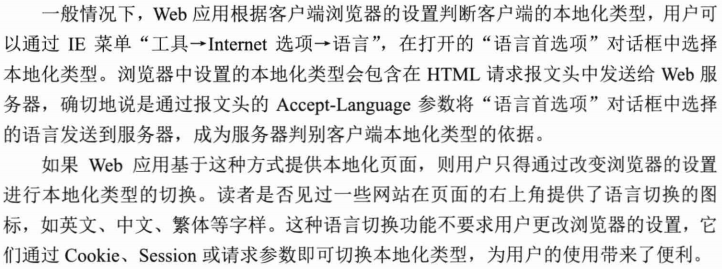 一般情况下，Web 应用根据客户端浏览器的设置判断客户端的本地化类型，用户可
以通过 IE 菜单“工具→Internet 选项→语言”，在打开的“语言首选项”对话框中选择
本地化类型。浏览器中设置的本地化类型会包含在 HTML 请求报文头中发送给 Web 服
务器，确切地说是通过报文头的 Accept-Language 参数将“语言首选项”对话框中选择
的语言发送到服务器，成为服务器判别客户端本地化类型的依据。
如果 Web 应用基于这种方式提供本地化页面，则用户只得通过改变浏览器的设置
进行本地化类型的切换。读者是否见过一些网站在页面的右上角提供了语言切换的图
标，如英文、中文、繁体等字样。这种语言切换功能不要求用户更改浏览器的设置，它
们通过 Cookie、Session 或请求参数即可切换本地化类型，为用户的使用带来了便利。